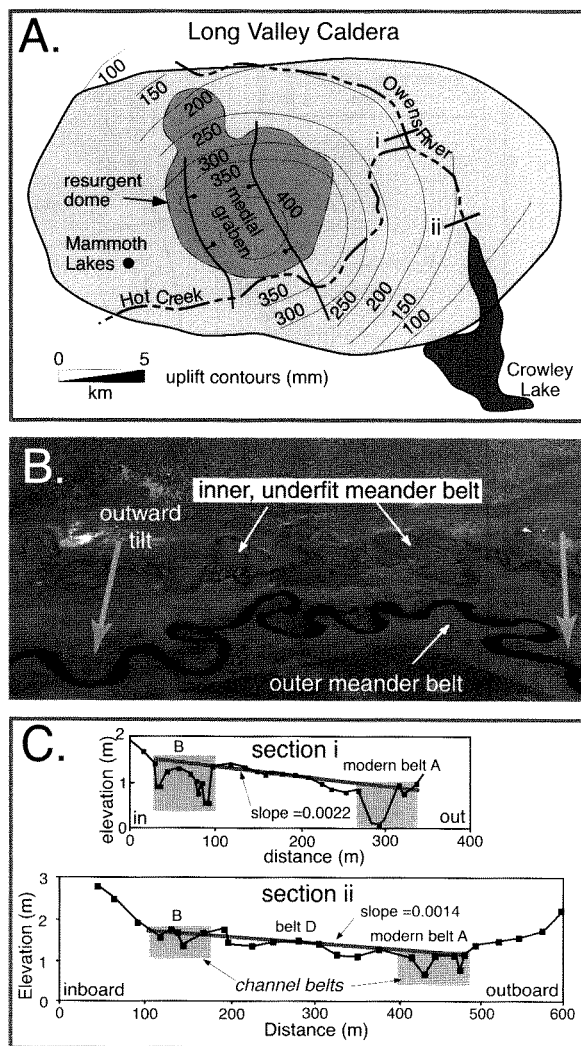 A.
Long Valley Caldera
100
150
200
250
300
350
400
Owens River
i
ii
resurgent
dome
medial
graben
Mammoth
Lakes
Hot Creek
350
300
250
200
150
100
0
5
km
uplift contours (mm)
Crowley
Lake
B.
inner, underfit meander belt
outward
tilt
outer meander belt
C.
section i
B
modern belt A
elevation (m)
2
1
0
in
slope =0.0022
out
0
100
200
300
400
distance (m)
section ii
Elevation (m)
3
2
1
0
B
belt D
slope =0.0014
modern belt A
channel belts
inboard
outboard
0
100
200
300
400
500
600
Distance (m)